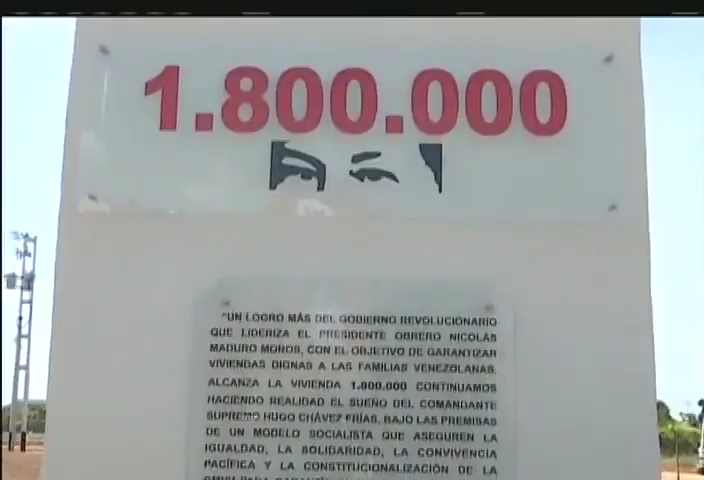 1.800.000
"UN LOGRO MÁS DEL GOBIERNO REVOLUCIONARIO
QUE LIDERIZA EL PRESIDENTE OBRERO NICOLÁS
MADURO MOROS, CON EL OBJETIVO DE GARANTIZAR
VIVIENDAS DIGNAS A LAS FAMILIAS VENEZOLANAS.
ALCANZA LA VIVIENDA 1.800.000 CONTINUAMOS
HACIENDO REALIDAD EL SUEÑO DEL COMANDANTE
SUPREMO HUGO CHÁVEZ FRÍAS, BAJO LAS PREMISAS
DE UN MODELO SOCIALISTA QUE ASEGUREN LA
IGUALDAD, LA SOLIDARIDAD, LA CONVIVENCIA
PACÍFICA Y LA CONSTITUCIONALIZACIÓN DE LA